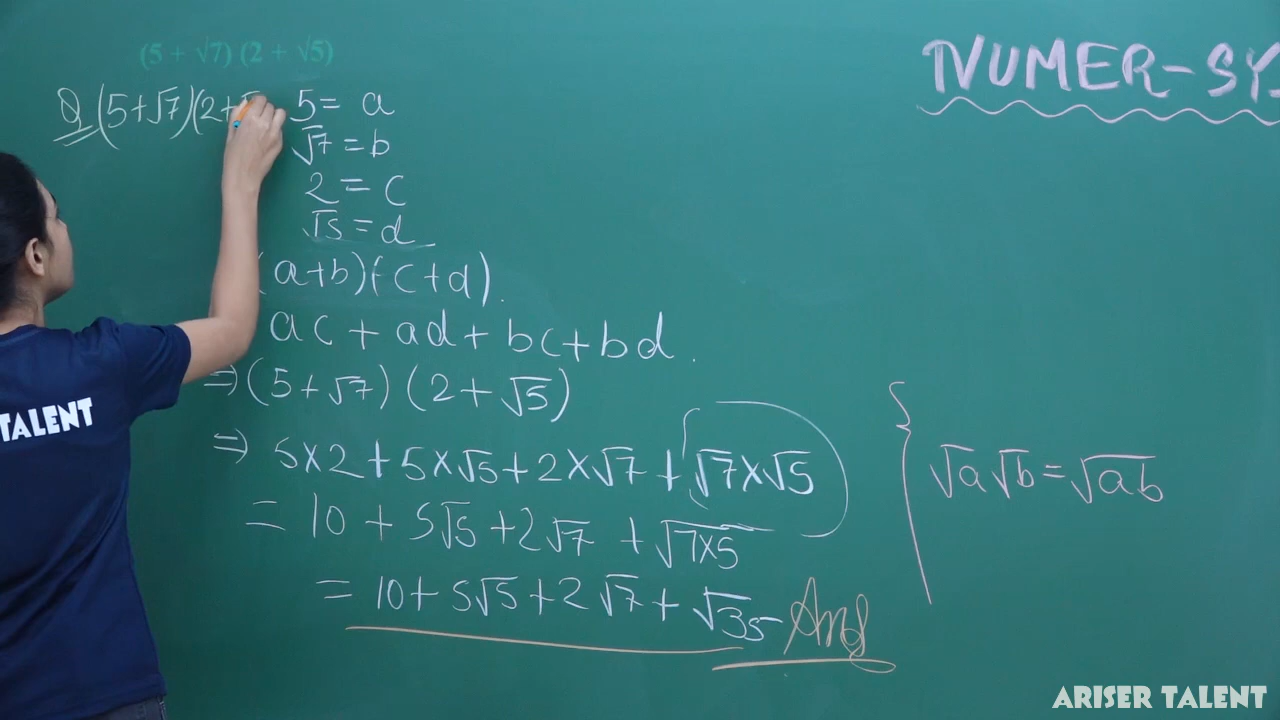 (5 + √7) (2 + √5)
NUMER-SY
Q (5+√7)(2+√
5 = a
√7 = b
2 = c
√5 = d
(a+b)(c+d).
ac + ad + bc + bd.
⇒ (5+√7) (2+√5)
⇒ 5×2+5×√5+2×√7+√7×√5
= 10 + 5√5+2√7 + √7×5
= 10+5√5+2√7+√35 Ans
√a√b=√ab
TALENT
ARISER TALENT